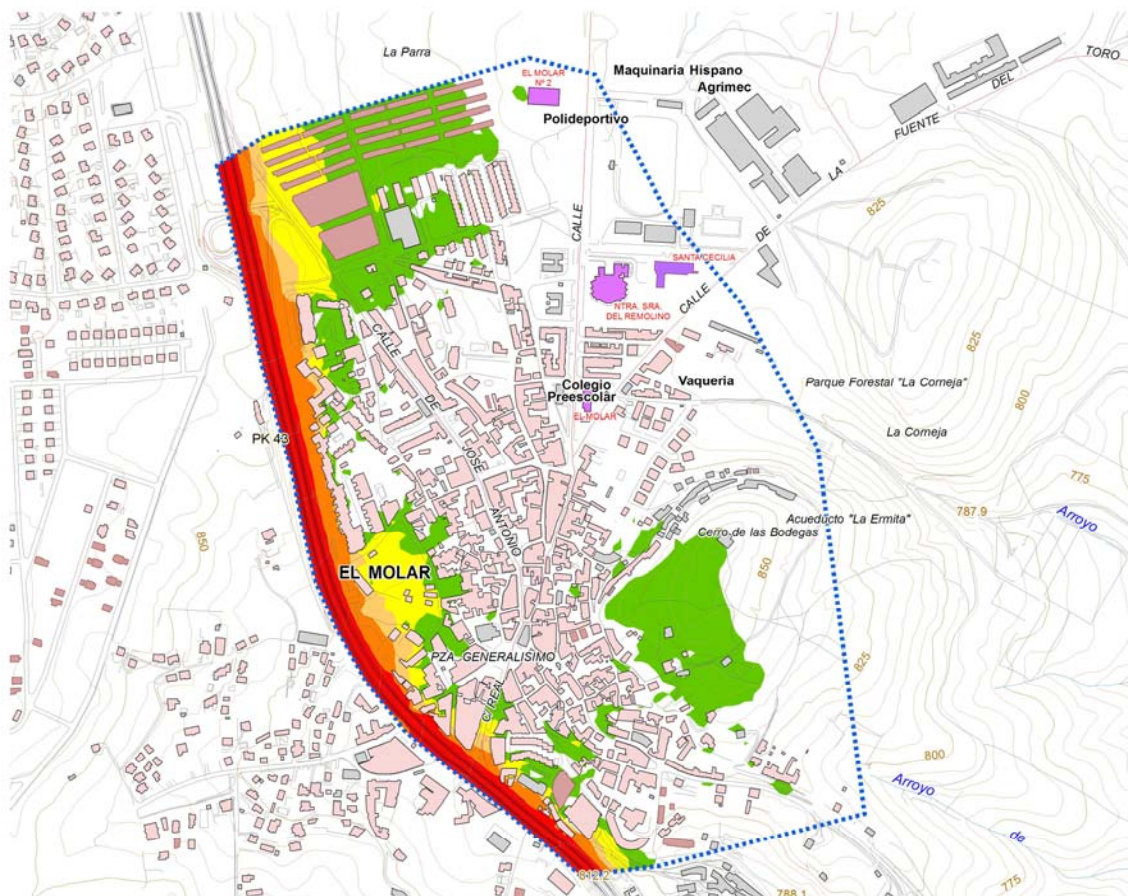 La Parra
EL MOLAR
Nº 2
Polideportivo
Maquinaria Hispano
Agrimec
CALLE DE LA FUENTE DEL TORO
825
CALLE
SANTA CECILIA
NTRA. SRA.
DEL REMOLINO
825
CALLE DE JOSE ANTONIO
Colegio
Preescolar
EL MOLAR
Vaqueria
Parque Forestal "La Corneja"
800
La Corneja
PK 43
775
787.9
Arroyo
Acueducto "La Ermita"
Cerro de las Bodegas
850
850
EL MOLAR
PZA. GENERALISIMO
C/REAL
825
800
Arroyo
de
812.2
788.1
775